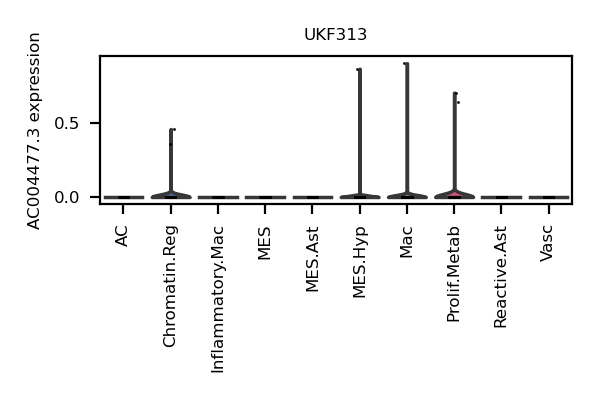 UKF313
AC004477.3 expression
0.5
0.0
AC
Chromatin.Reg
Inflammatory.Mac
MES
MES.Ast
MES.Hyp
Mac
Prolif.Metab
Reactive.Ast
Vasc